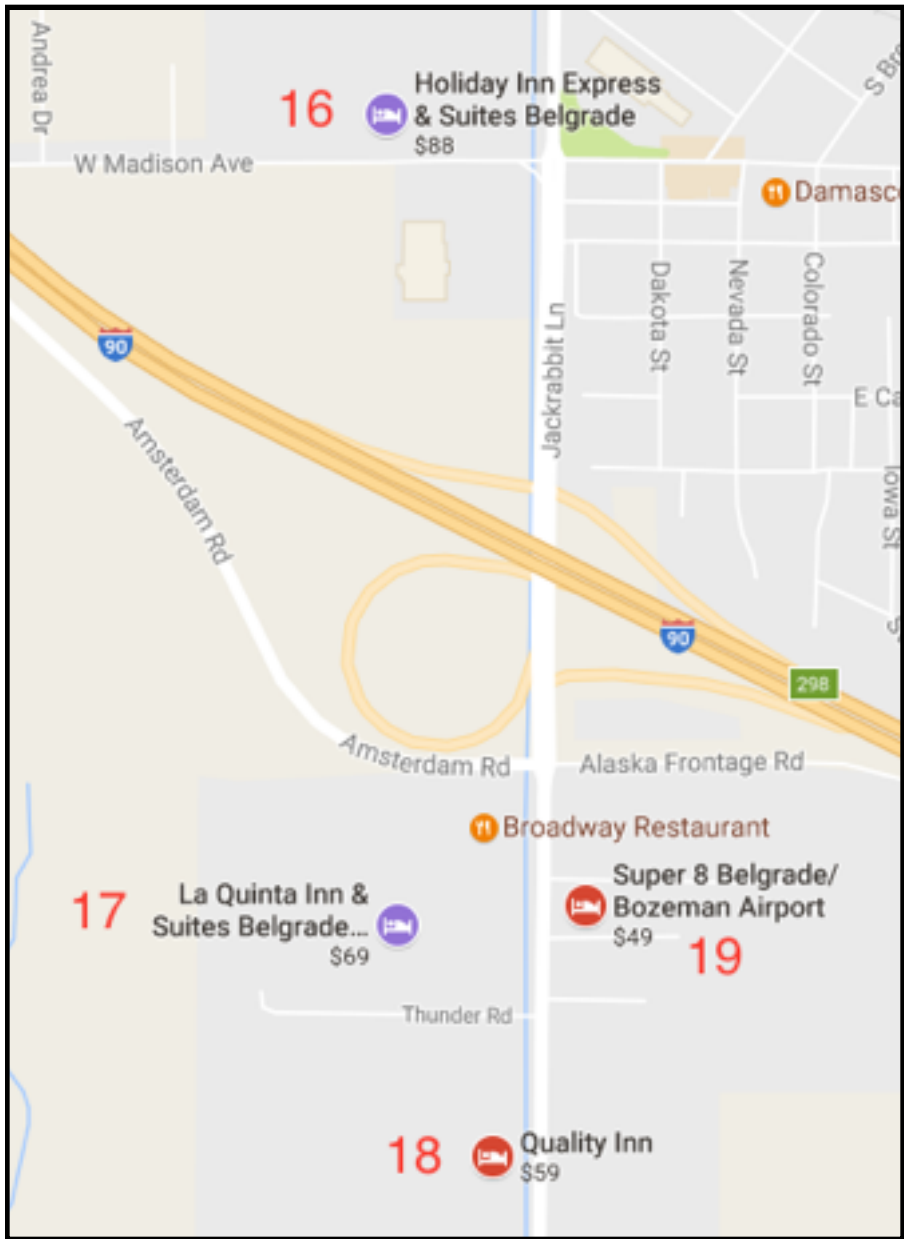 Andrea Dr
S Bro
16
Holiday Inn Express
& Suites Belgrade
$88
W Madison Ave
Damasco
Dakota St
Nevada St
Colorado St
90
Jackrabbit Ln
E Ca
Amsterdam Rd
Iowa St
S
90
298
Amsterdam Rd
Alaska Frontage Rd
Broadway Restaurant
17
La Quinta Inn &
Suites Belgrade...
$69
Super 8 Belgrade/
Bozeman Airport
$49
19
Thunder Rd
18
Quality Inn
$59